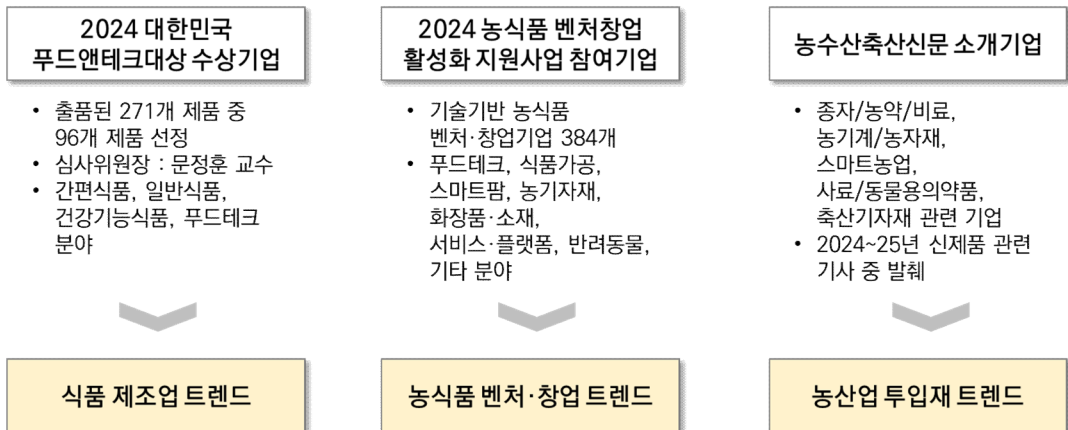 2024 대한민국
푸드앤테크대상 수상기업
• 출품된 271개 제품 중
96개 제품 선정
• 심사위원장 : 문정훈 교수
• 간편식품, 일반식품,
건강기능식품, 푸드테크
분야
식품 제조업 트렌드
2024 농식품 벤처창업
활성화 지원사업 참여기업
• 기술기반 농식품
벤처·창업기업 384개
• 푸드테크, 식품가공,
스마트팜, 농기자재,
화장품·소재,
서비스·플랫폼, 반려동물,
기타 분야
농식품 벤처·창업 트렌드
농수산축산신문 소개기업
• 종자/농약/비료,
농기계/농자재,
스마트농업,
사료/동물용의약품,
축산기자재 관련 기업
• 2024~25년 신제품 관련
기사 중 발췌
농산업 투입재 트렌드